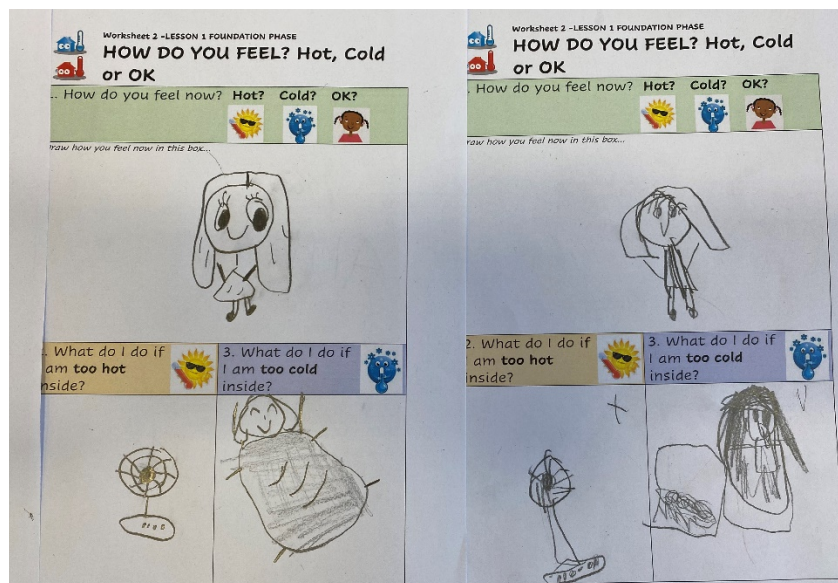 Worksheet 2 -LESSON 1 FOUNDATION PHASE
HOW DO YOU FEEL? Hot, Cold
or OK
. How do you feel now? Hot? Cold? OK?
raw how you feel now in this box...
. What do I do if
am too hot
nside?
3. What do I do if
I am too cold
inside?
Worksheet 2 -LESSON 1 FOUNDATION PHASE
HOW DO YOU FEEL? Hot, Cold
or OK
. How do you feel now? Hot? Cold? OK?
raw how you feel now in this box...
2. What do I do if
am too hot
inside?
3. What do I do if
I am too cold
inside?